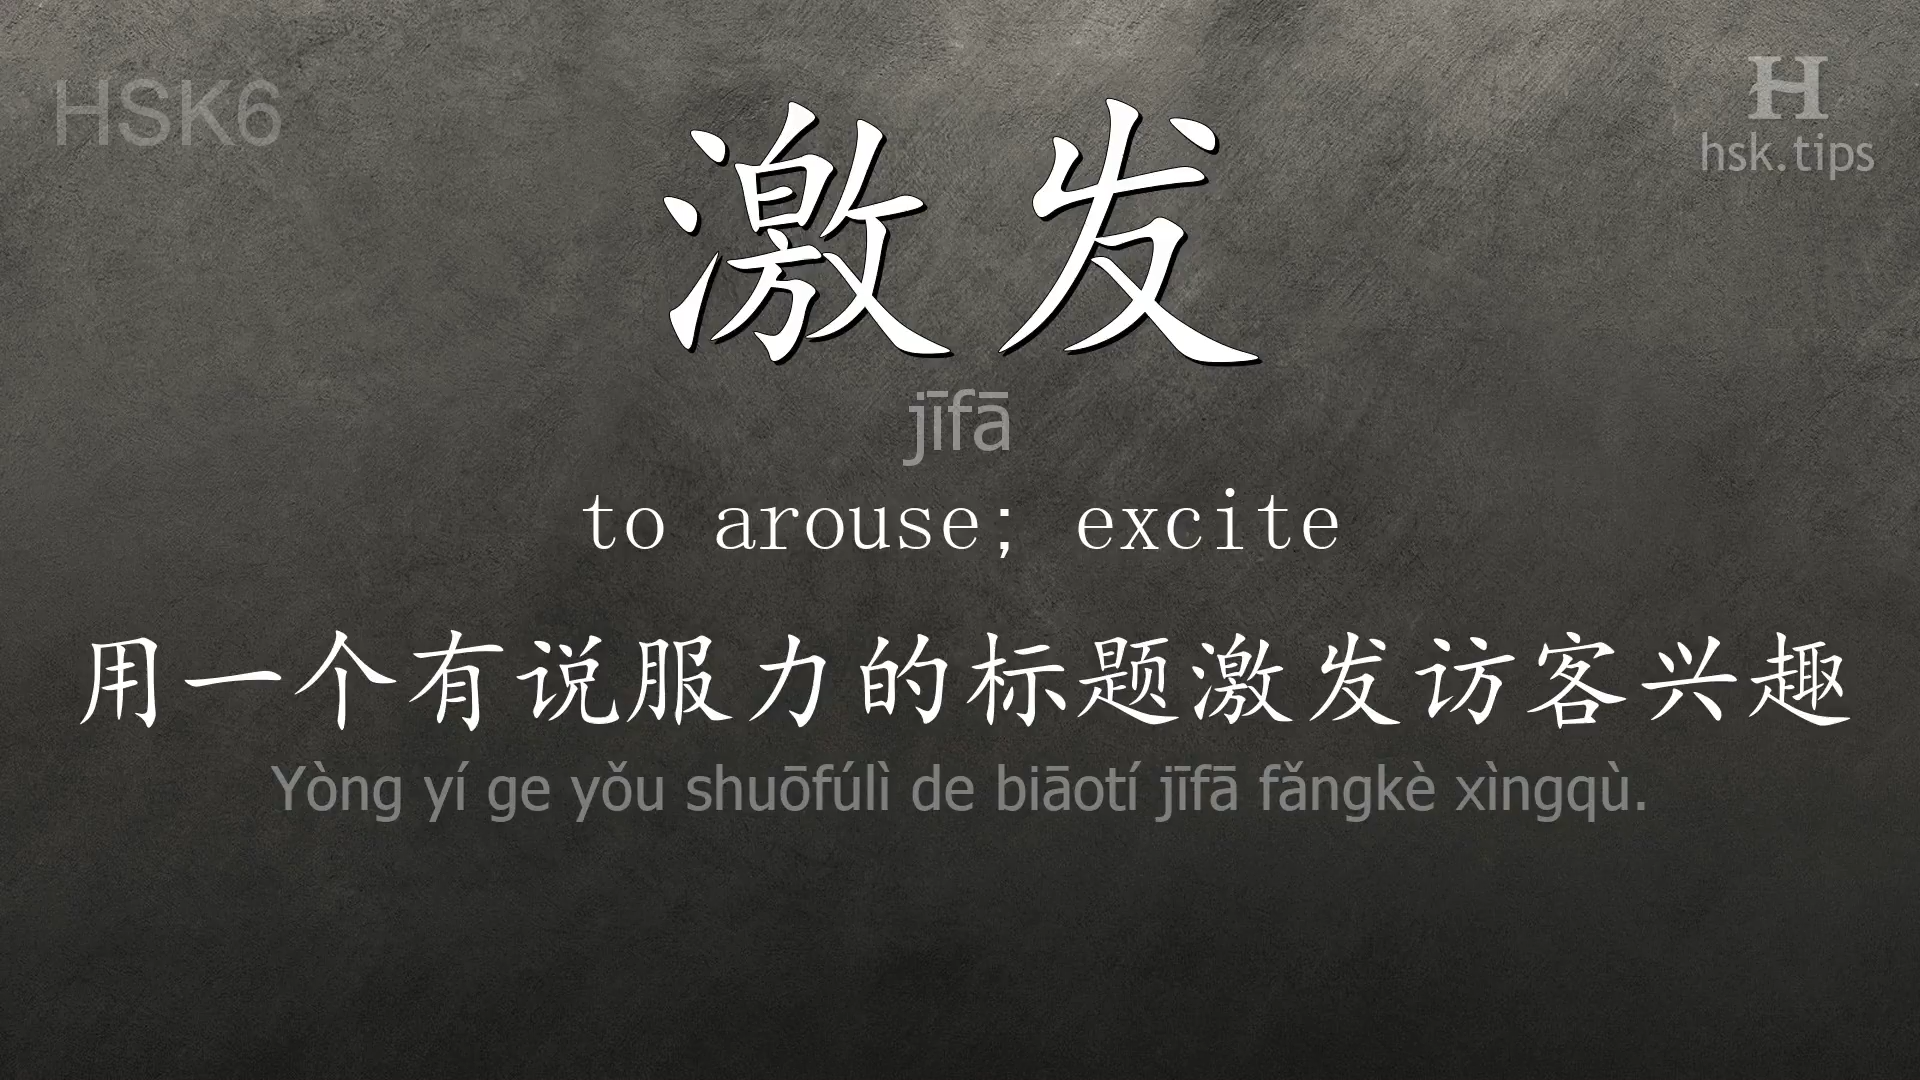 HSK6
H
hsk.tips
激发
jīfā
to arouse; excite
用一个有说服力的标题激发访客兴趣
Yòng yí ge yǒu shuōfúlì de biāotí jīfā fǎngkè xìngqù.